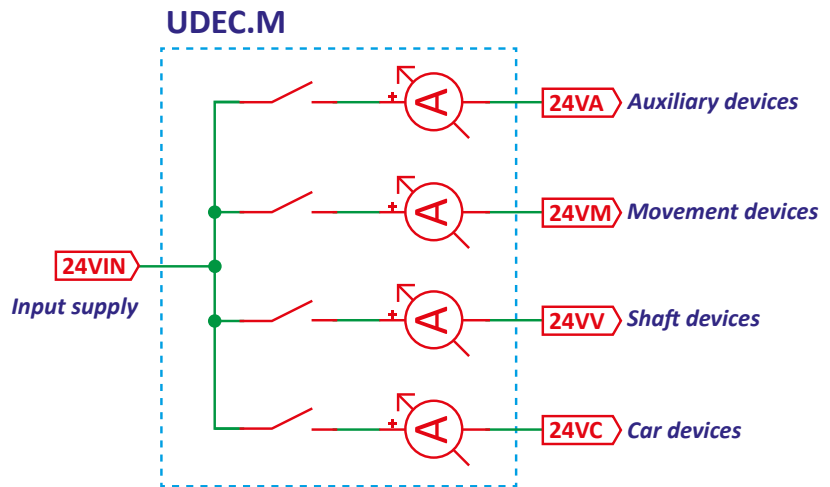 UDEC.M
+ A 24VA Auxiliary devices
+ A 24VM Movement devices
24VIN
Input supply
+ A 24VV Shaft devices
+ A 24VC Car devices